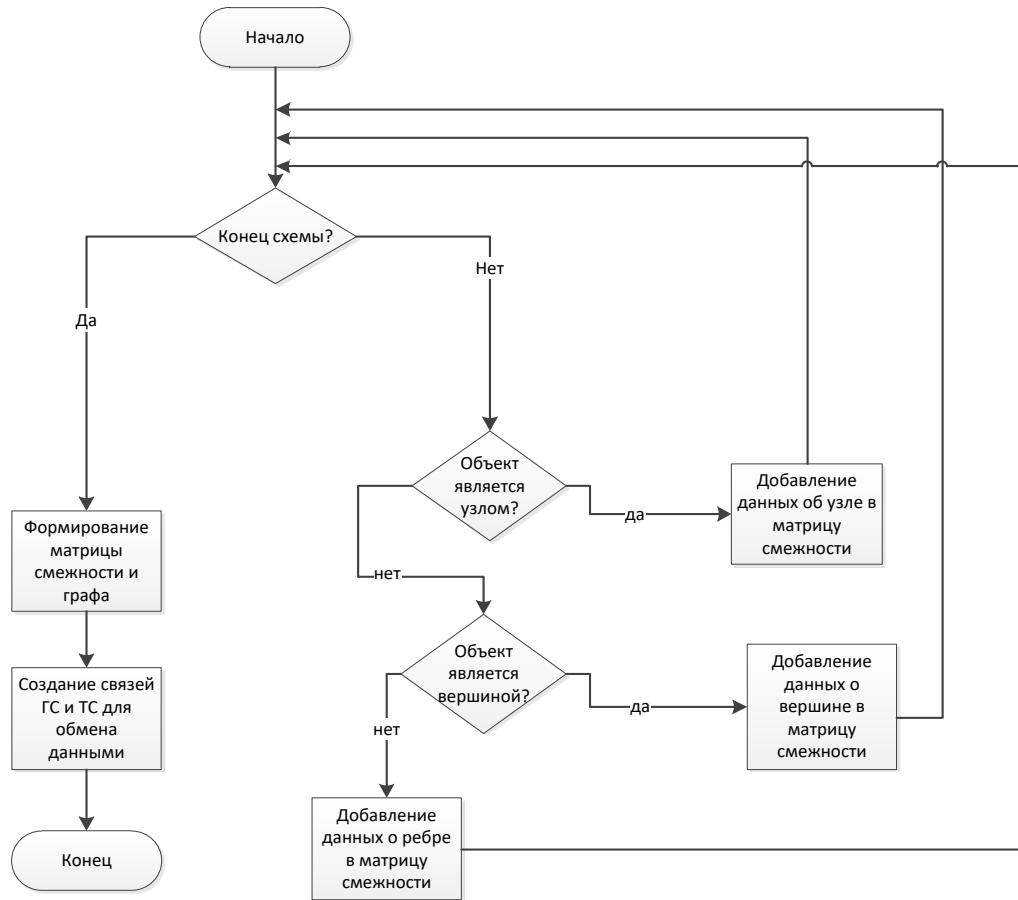 Начало
Конец схемы?
Нет
Да
Объект
является
узлом?
да
Добавление
данных об узле в
матрицу
смежности
Формирование
матрицы
смежности и
графа
нет
Объект
является
вершиной?
да
Добавление
данных о
вершине в
матрицу
смежности
Создание связей
ГС и ТС для
обмена
данными
нет
Добавление
данных о ребре
в матрицу
смежности
Конец